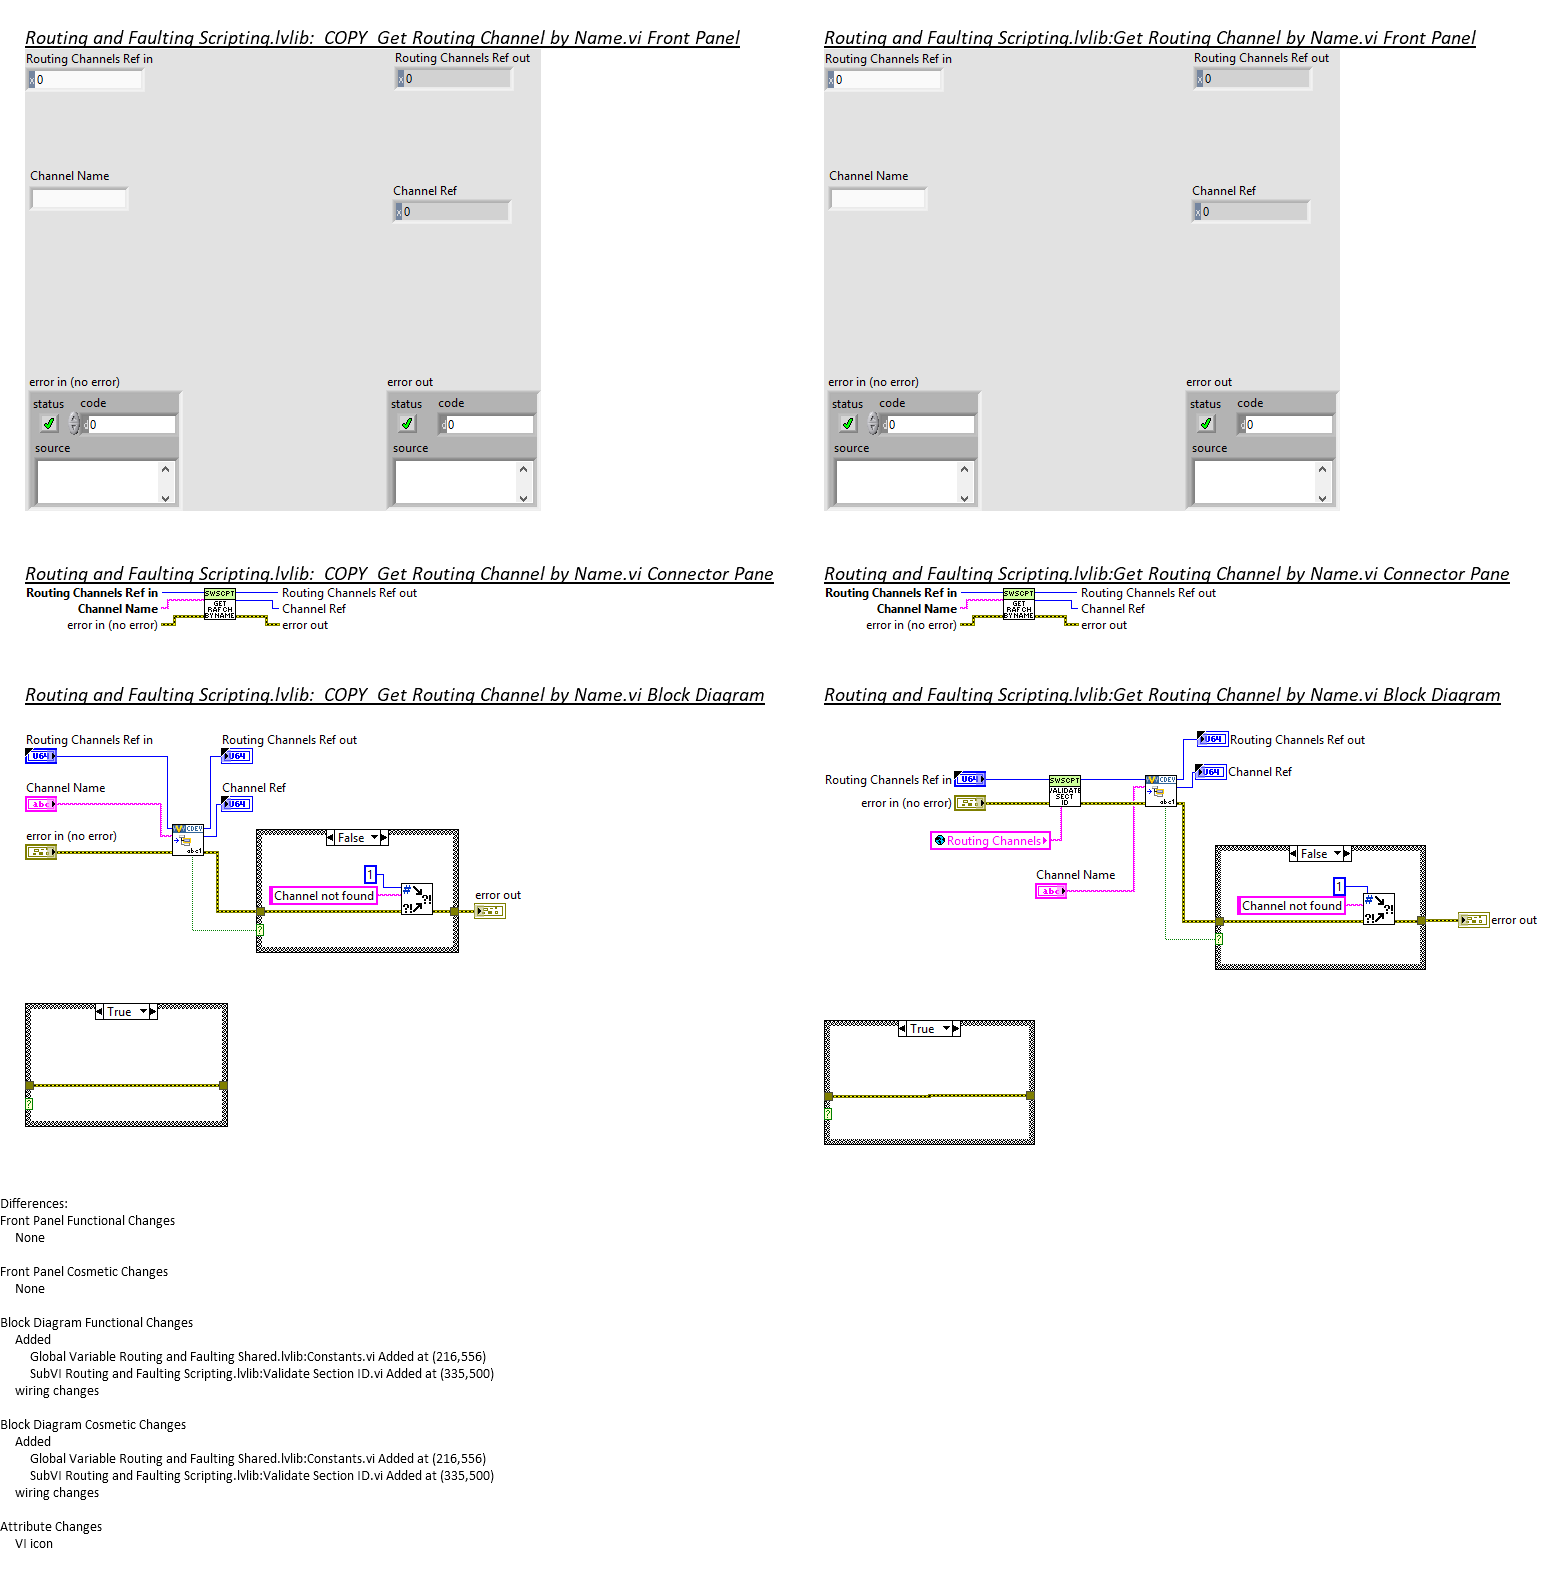 Routing and Faulting Scripting.lvlib:_COPY_Get Routing Channel by Name.vi Front Panel
Routing Channels Ref in
x 0
Routing Channels Ref out
x 0
Channel Name
Channel Ref
x 0
error in (no error)
status code
d 0
source
error out
status code
d 0
source
Routing and Faulting Scripting.lvlib:Get Routing Channel by Name.vi Front Panel
Routing Channels Ref in
x 0
Routing Channels Ref out
x 0
Channel Name
Channel Ref
x 0
error in (no error)
status code
d 0
source
error out
status code
d 0
source
Routing and Faulting Scripting.lvlib:_COPY_Get Routing Channel by Name.vi Connector Pane
Routing Channels Ref in
Channel Name
error in (no error)
SWSCPT
GET
RAF CH
BY NAME
Routing Channels Ref out
Channel Ref
error out
Routing and Faulting Scripting.lvlib:Get Routing Channel by Name.vi Connector Pane
Routing Channels Ref in
Channel Name
error in (no error)
SWSCPT
GET
RAF CH
BY NAME
Routing Channels Ref out
Channel Ref
error out
Routing and Faulting Scripting.lvlib:_COPY_Get Routing Channel by Name.vi Block Diagram
Routing Channels Ref in
U64
Routing Channels Ref out
U64
Channel Name
abc
Channel Ref
U64
error in (no error)
CDEV
abc1
False
1
Channel not found
#
?!
?!
error out
?
True
?
Routing and Faulting Scripting.lvlib:Get Routing Channel by Name.vi Block Diagram
U64 Routing Channels Ref out
U64 Channel Ref
Routing Channels Ref in U64
error in (no error)
SWSCPT
VALIDATE
SECT
ID
CDEV
abc1
Routing Channels
Channel Name
abc
False
1
Channel not found
#
?!
?!
error out
?
True
?
Differences:
Front Panel Functional Changes
None
Front Panel Cosmetic Changes
None
Block Diagram Functional Changes
Added
Global Variable Routing and Faulting Shared.lvlib:Constants.vi Added at (216,556)
SubVI Routing and Faulting Scripting.lvlib:Validate Section ID.vi Added at (335,500)
wiring changes
Block Diagram Cosmetic Changes
Added
Global Variable Routing and Faulting Shared.lvlib:Constants.vi Added at (216,556)
SubVI Routing and Faulting Scripting.lvlib:Validate Section ID.vi Added at (335,500)
wiring changes
Attribute Changes
VI icon